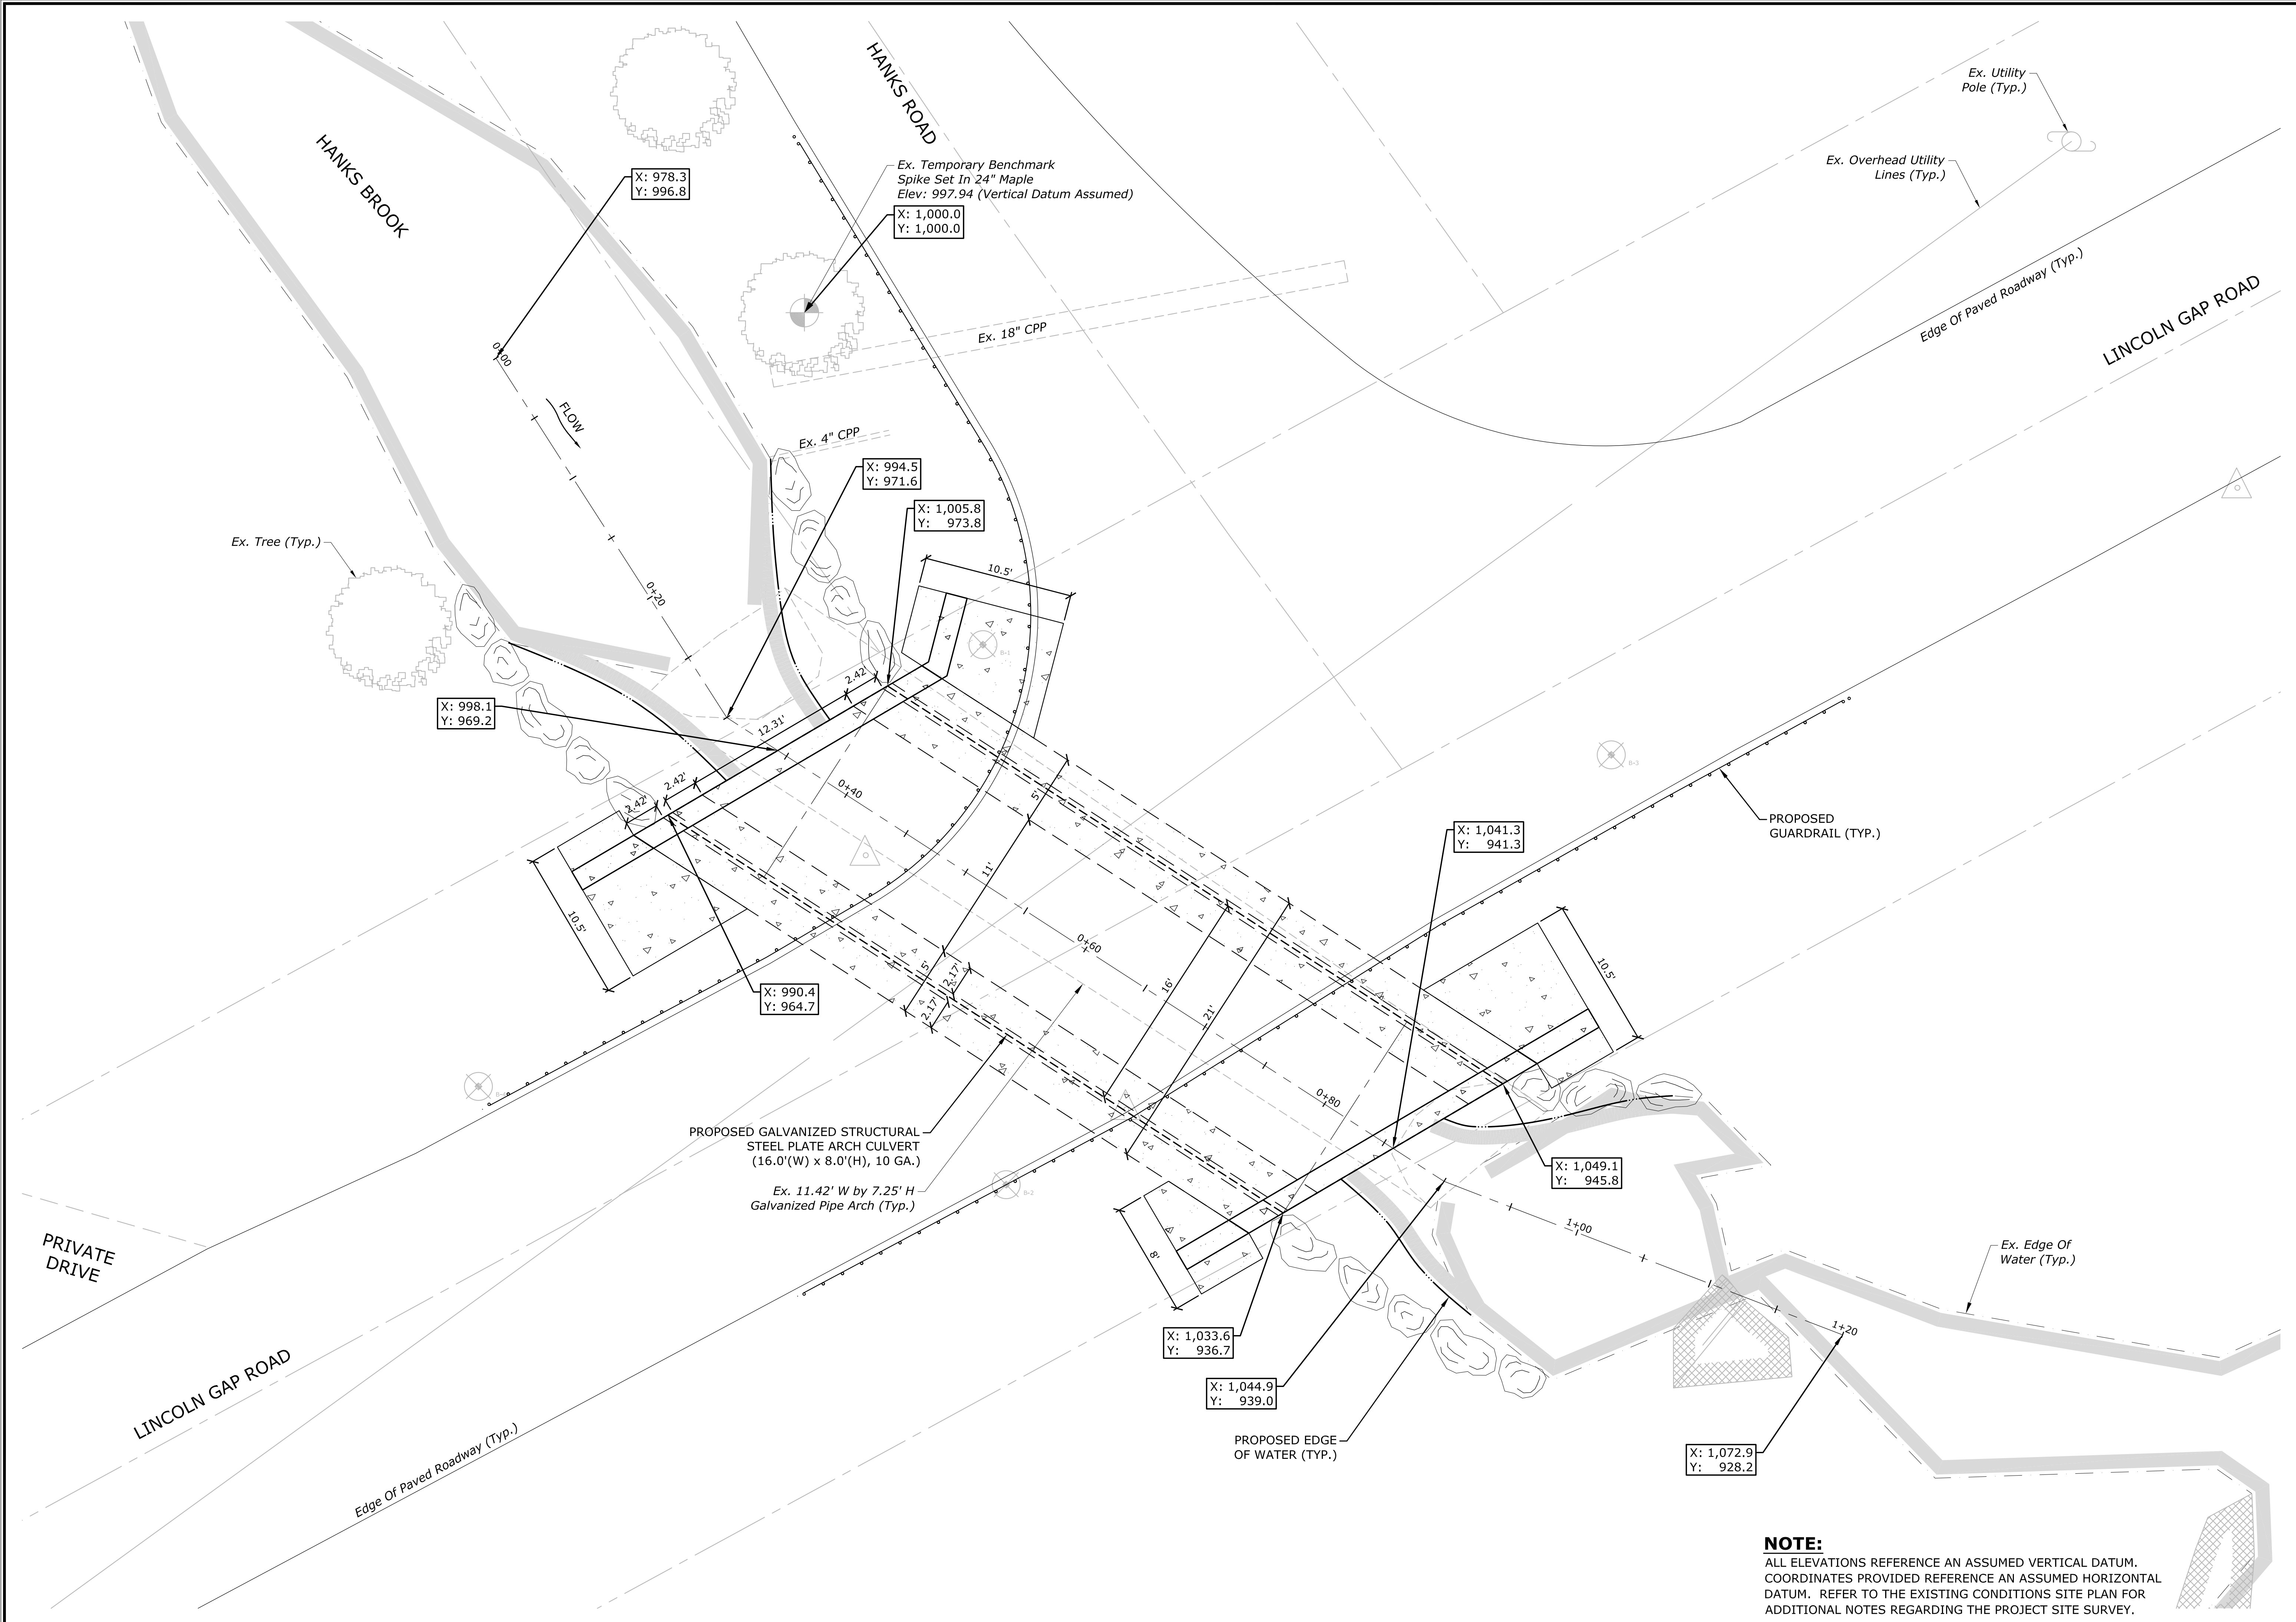 HANKS BROOK
HANKS ROAD
Ex. Utility
Pole (Typ.)
Ex. Overhead Utility
Lines (Typ.)
X: 978.3
Y: 996.8
Ex. Temporary Benchmark
Spike Set In 24" Maple
Elev: 997.94 (Vertical Datum Assumed)
X: 1,000.0
Y: 1,000.0
Edge Of Paved Roadway (Typ.)
LINCOLN GAP ROAD
Ex. 18" CPP
0+00
FLOW
Ex. 4" CPP
X: 994.5
Y: 971.6
X: 1,005.8
Y: 973.8
Ex. Tree (Typ.)
0+20
10.5'
B-1
2.42'
X: 998.1
Y: 969.2
12.31'
2.42'
2.42'
0+40
5'
B-3
PROPOSED
GUARDRAIL (TYP.)
X: 1,041.3
Y: 941.3
11'
10.5'
0+60
5'
2.17'
2.17'
16'
21'
10.5'
X: 990.4
Y: 964.7
0+80
PROPOSED GALVANIZED STRUCTURAL
STEEL PLATE ARCH CULVERT
(16.0'(W) x 8.0'(H), 10 GA.)
Ex. 11.42' W by 7.25' H
Galvanized Pipe Arch (Typ.)
B-2
X: 1,049.1
Y: 945.8
8'
1+00
Ex. Edge Of
Water (Typ.)
PRIVATE
DRIVE
X: 1,033.6
Y: 936.7
1+20
X: 1,044.9
Y: 939.0
LINCOLN GAP ROAD
PROPOSED EDGE
OF WATER (TYP.)
X: 1,072.9
Y: 928.2
Edge Of Paved Roadway (Typ.)
NOTE:
ALL ELEVATIONS REFERENCE AN ASSUMED VERTICAL DATUM.
COORDINATES PROVIDED REFERENCE AN ASSUMED HORIZONTAL
DATUM. REFER TO THE EXISTING CONDITIONS SITE PLAN FOR
ADDITIONAL NOTES REGARDING THE PROJECT SITE SURVEY.